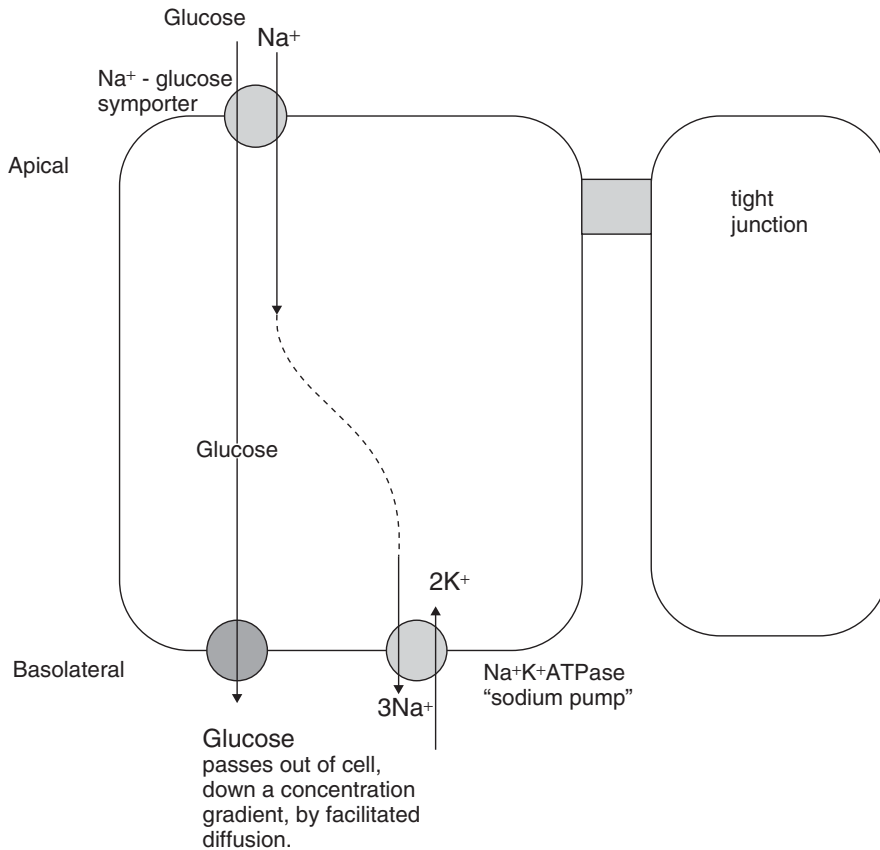 Glucose
Na⁺
Na⁺ - glucose
symporter
Apical
tight
junction
Glucose
2K⁺
Basolateral
Na⁺K⁺ATPase
“sodium pump”
3Na⁺
Glucose
passes out of cell,
down a concentration
gradient, by facilitated
diffusion.